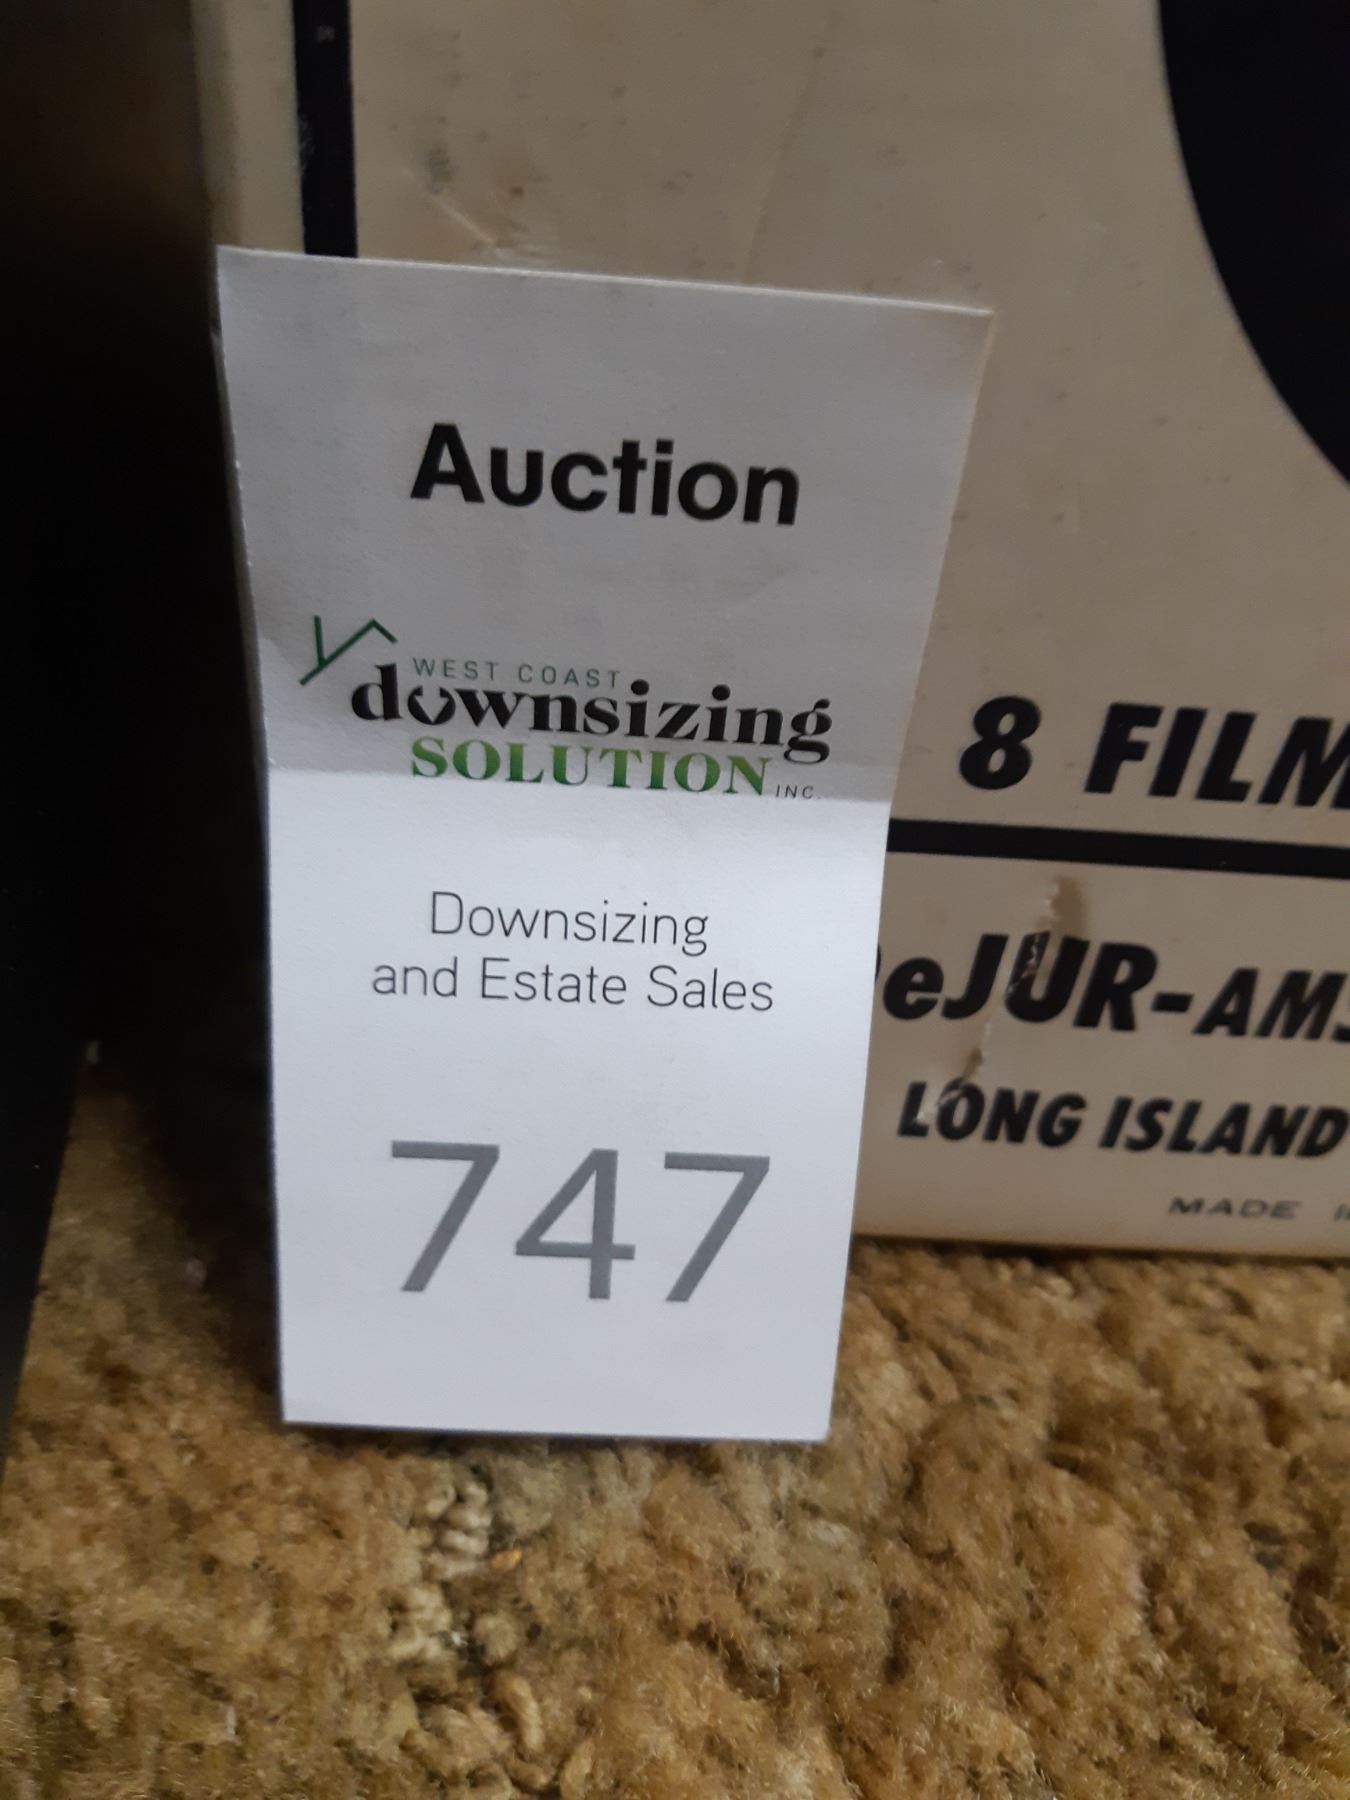 Auction
WEST COAST
downsizing
SOLUTION INC.
Downsizing
and Estate Sales
747
8 FILM
eJUR-AM
LONG ISLAND
MADE